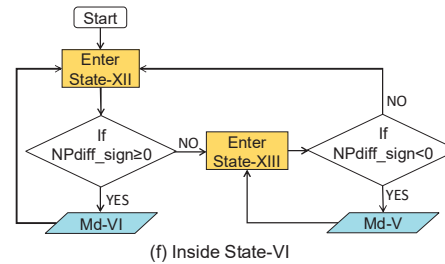 Start
Enter
State-XII
If
NPdiff_sign≥0
NO
YES
Md-VI
Enter
State-XIII
If
NPdiff_sign<0
NO
YES
Md-V
(f) Inside State-VI